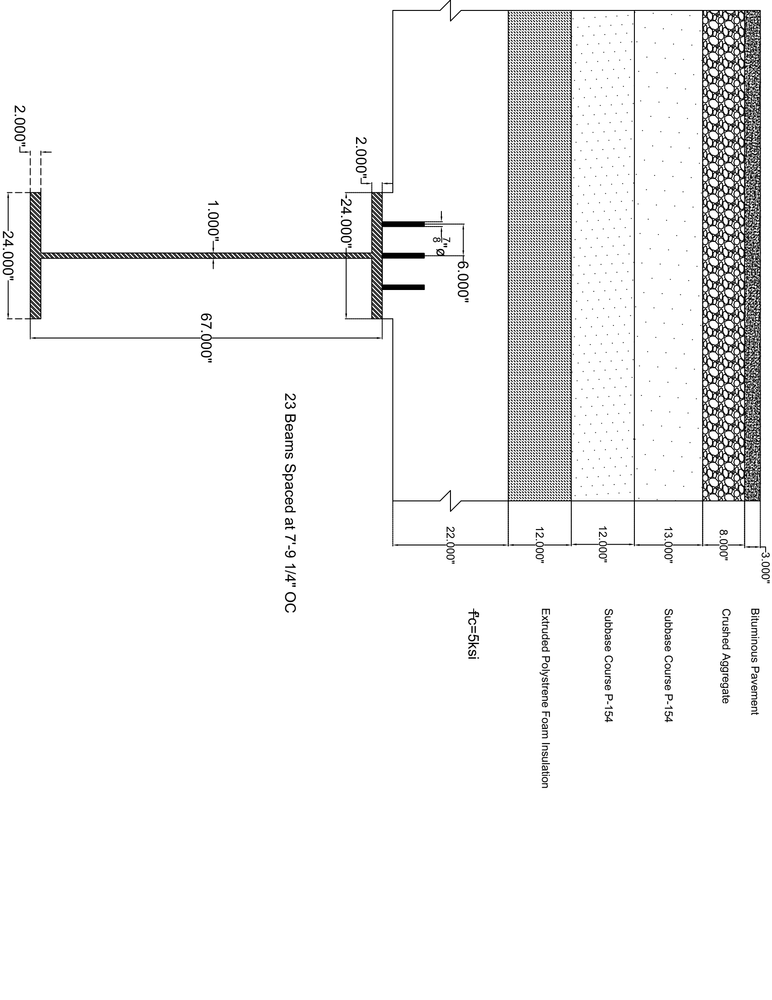 3.000"
Bituminous Pavement
8.000"
Crushed Aggregate
13.000"
Subbase Course P-154
12.000"
Subbase Course P-154
12.000"
Extruded Polystrene Foam Insulation
22.000"
f'c=5ksi
6.000"
7/8" Ø
2.000"
24.000"
23 Beams Spaced at 7'-9 1/4" OC
1.000"
67.000"
2.000"
24.000"